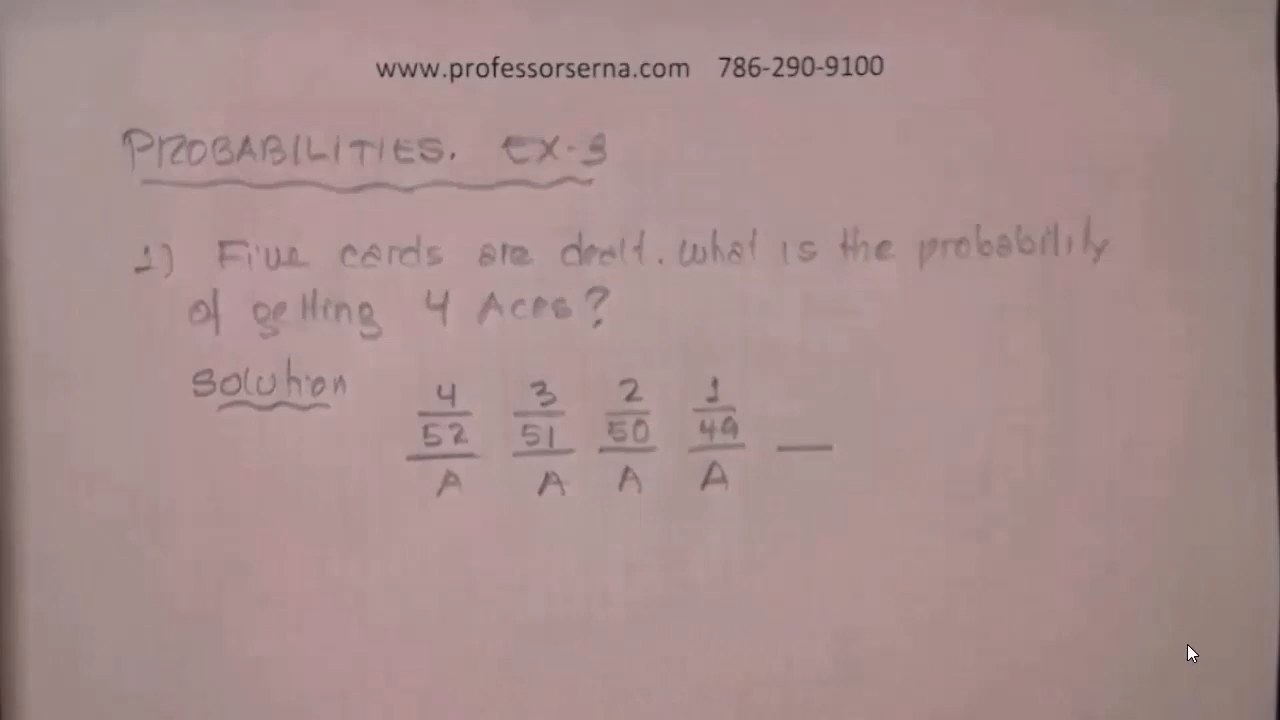 www.professorserna.com 786-290-9100
PROBABILITIES. EX-3
1) Five cards are dealt. What is the probability
of getting 4 Aces?
Solution
4 3 2 1
52 51 50 49
A A A A